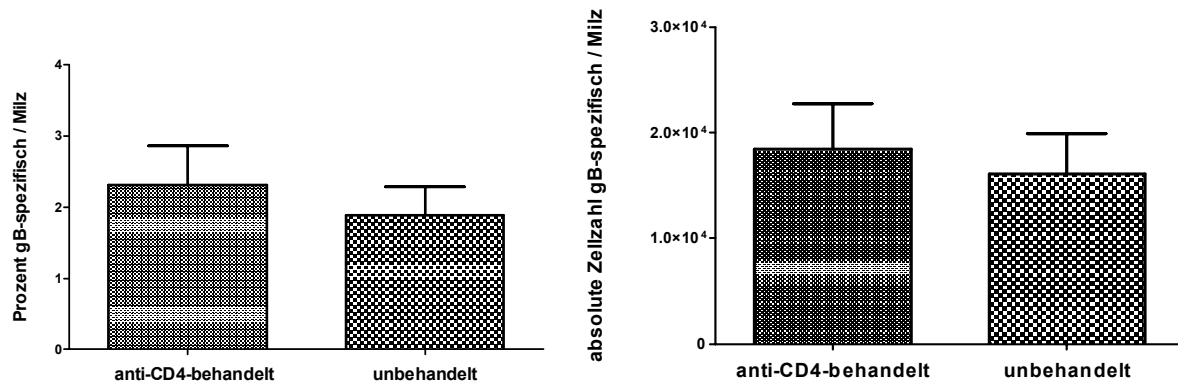 Prozent gB-spezifisch / Milz
4
3
2
1
0
anti-CD4-behandelt unbehandelt
absolute Zellzahl gB-spezifisch / Milz
3.0×10⁴
2.0×10⁴
1.0×10⁴
0
anti-CD4-behandelt unbehandelt